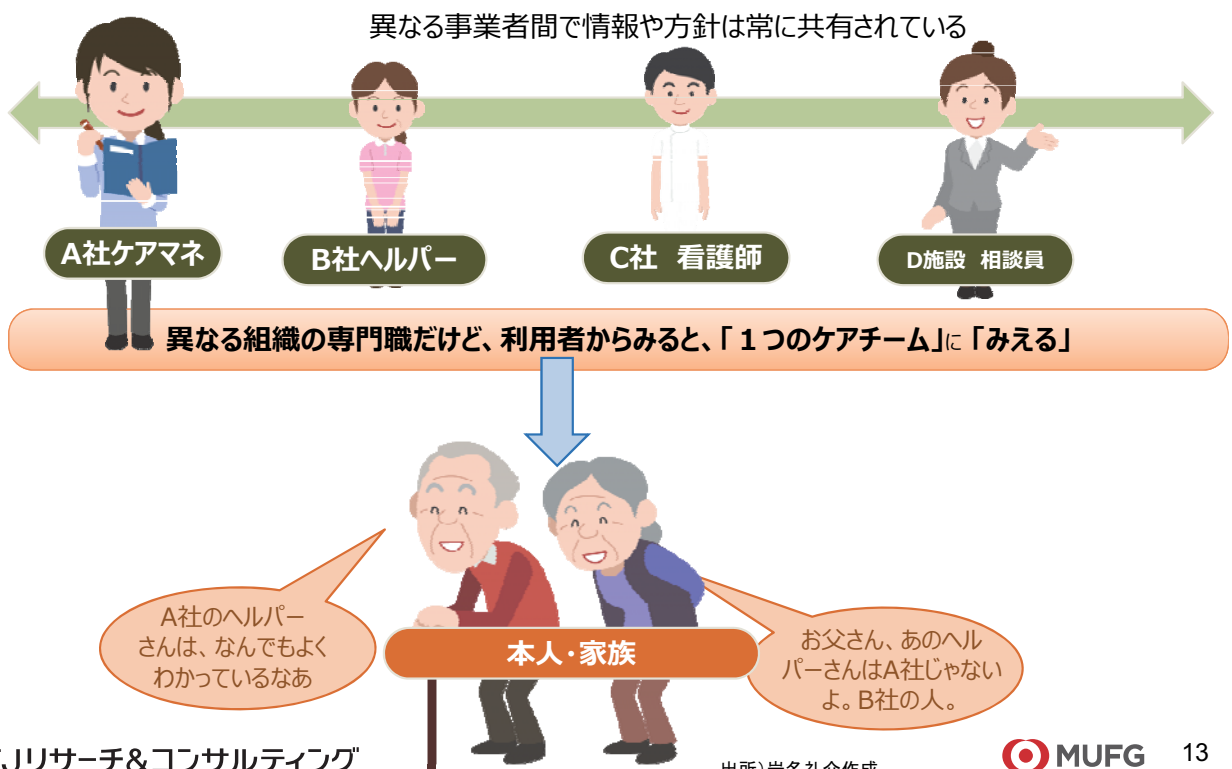 異なる事業者間で情報や方針は常に共有されている
A社ケアマネ
B社ヘルパー
C社 看護師
D施設 相談員
異なる組織の専門職だけど、利用者からみると、「１つのケアチーム」に「みえる」
A社のヘルパー
さんは、なんでもよく
わかっているなあ
本人・家族
お父さん、あのヘル
パーさんはA社じゃない
よ。B社の人。
Jリサーチ&コンサルティング
MUFG
13